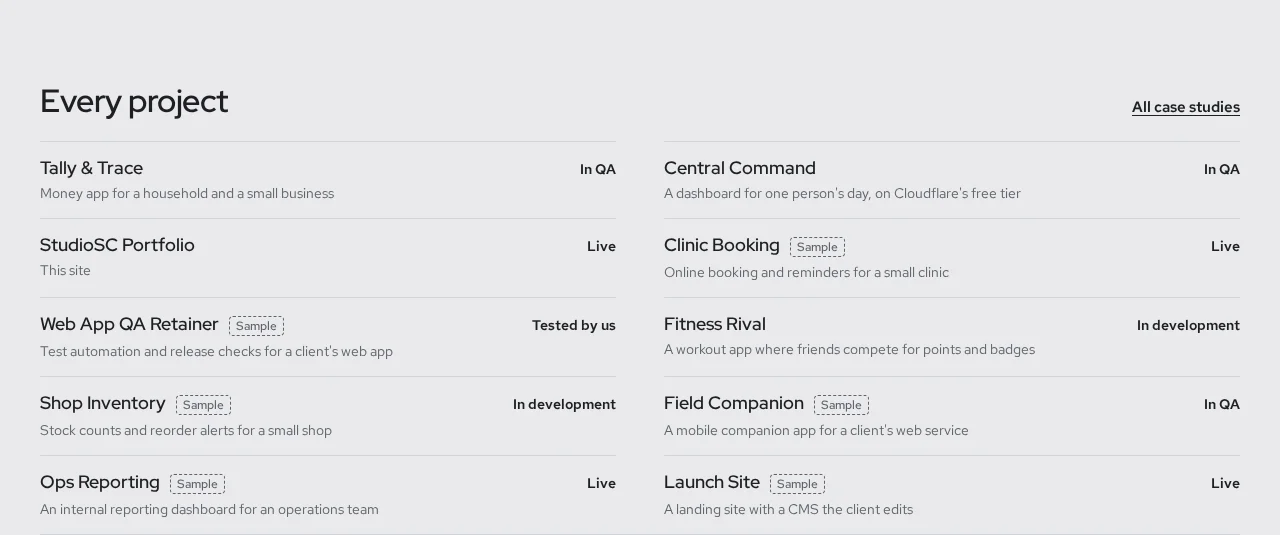 Every project
All case studies
Tally & Trace
In QA
Money app for a household and a small business
Central Command
In QA
A dashboard for one person's day, on Cloudflare's free tier
StudioSC Portfolio
Live
This site
Clinic Booking Sample
Live
Online booking and reminders for a small clinic
Web App QA Retainer Sample
Tested by us
Test automation and release checks for a client's web app
Fitness Rival
In development
A workout app where friends compete for points and badges
Shop Inventory Sample
In development
Stock counts and reorder alerts for a small shop
Field Companion Sample
In QA
A mobile companion app for a client's web service
Ops Reporting Sample
Live
An internal reporting dashboard for an operations team
Launch Site Sample
Live
A landing site with a CMS the client edits